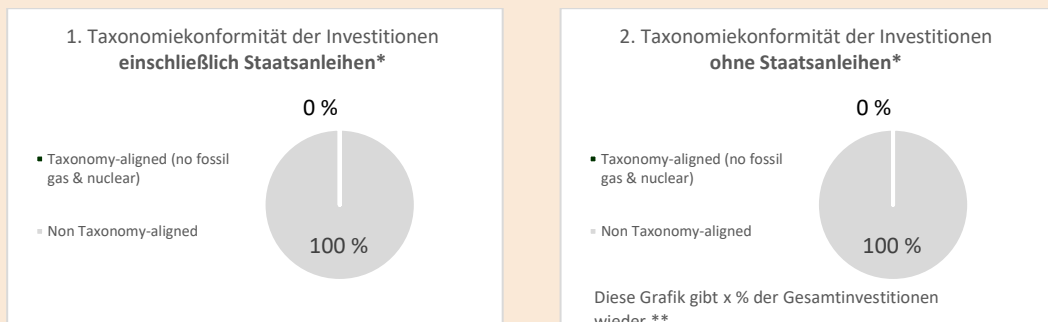 1. Taxonomiekonformität der Investitionen
einschließlich Staatsanleihen*
0 %
Taxonomy-aligned (no fossil
gas & nuclear)
Non Taxonomy-aligned
100 %
2. Taxonomiekonformität der Investitionen
ohne Staatsanleihen*
0 %
Taxonomy-aligned (no fossil
gas & nuclear)
Non Taxonomy-aligned
100 %
Diese Grafik gibt x % der Gesamtinvestitionen
wieder.**